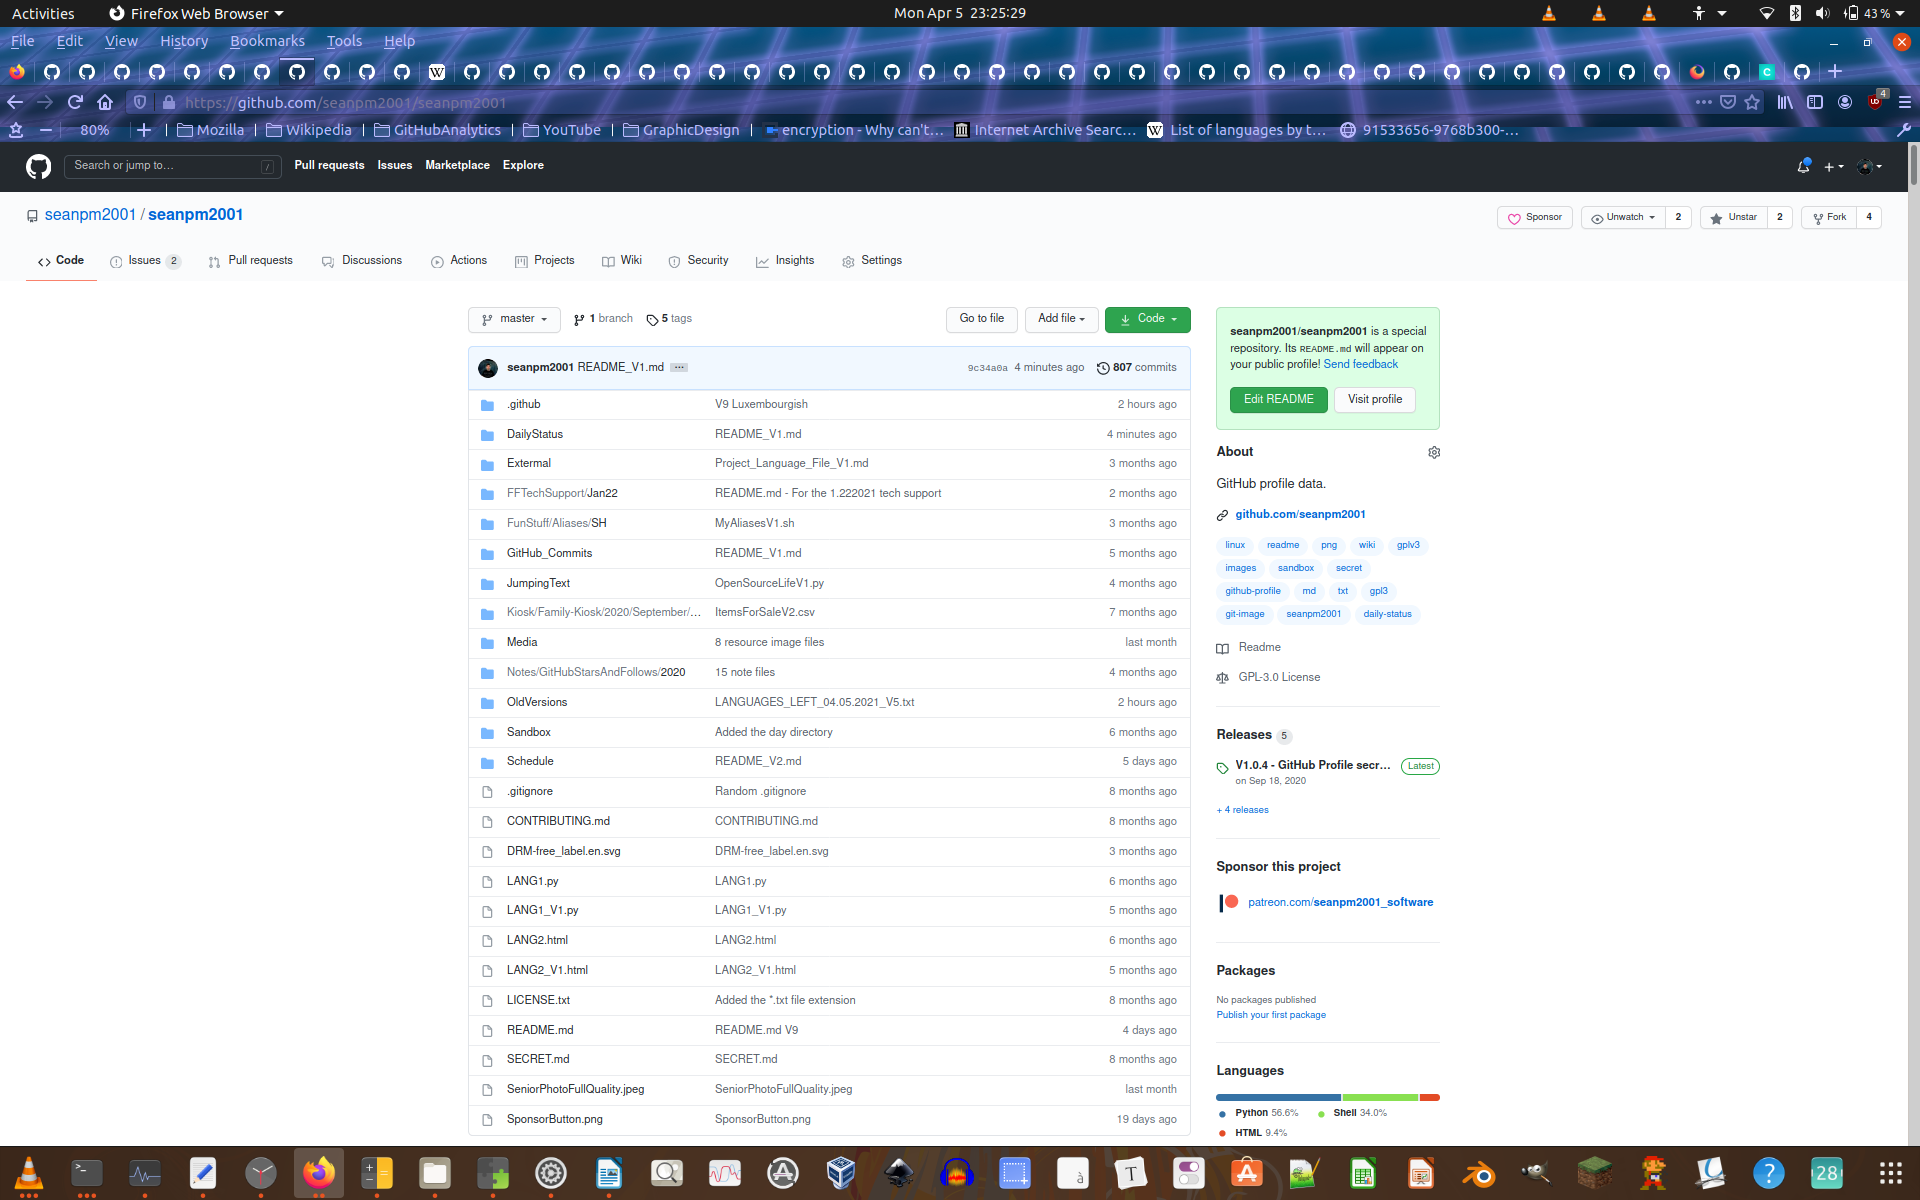 Activities Firefox Web Browser Mon Apr 5 23:25:29 43 %
File Edit View History Bookmarks Tools Help
https://github.com/seanpm2001/seanpm2001 4
80% Mozilla Wikipedia GitHubAnalytics YouTube GraphicDesign encryption - Why can't… Internet Archive Searc… List of languages by t… 91533656-9768b300-…
Search or jump to… / Pull requests Issues Marketplace Explore
seanpm2001 / seanpm2001 Sponsor Unwatch 2 Unstar 2 Fork 4
Code Issues 2 Pull requests Discussions Actions Projects Wiki Security Insights Settings
master 1 branch 5 tags Go to file Add file Code
seanpm2001 README_V1.md … 9c34a0a 4 minutes ago 807 commits
.github V9 Luxembourgish 2 hours ago
DailyStatus README_V1.md 4 minutes ago
Extermal Project_Language_File_V1.md 3 months ago
FFTechSupport/Jan22 README.md - For the 1.222021 tech support 2 months ago
FunStuff/Aliases/SH MyAliasesV1.sh 3 months ago
GitHub_Commits README_V1.md 5 months ago
JumpingText OpenSourceLifeV1.py 4 months ago
Kiosk/Family-Kiosk/2020/September/… ItemsForSaleV2.csv 7 months ago
Media 8 resource image files last month
Notes/GitHubStarsAndFollows/2020 15 note files 4 months ago
OldVersions LANGUAGES_LEFT_04.05.2021_V5.txt 2 hours ago
Sandbox Added the day directory 6 months ago
Schedule README_V2.md 5 days ago
.gitignore Random .gitignore 8 months ago
CONTRIBUTING.md CONTRIBUTING.md 8 months ago
DRM-free_label.en.svg DRM-free_label.en.svg 3 months ago
LANG1.py LANG1.py 6 months ago
LANG1_V1.py LANG1_V1.py 5 months ago
LANG2.html LANG2.html 6 months ago
LANG2_V1.html LANG2_V1.html 5 months ago
LICENSE.txt Added the *.txt file extension 8 months ago
README.md README.md V9 4 days ago
SECRET.md SECRET.md 8 months ago
SeniorPhotoFullQuality.jpeg SeniorPhotoFullQuality.jpeg last month
SponsorButton.png SponsorButton.png 19 days ago
seanpm2001/seanpm2001 is a special
repository. Its README.md will appear on
your public profile! Send feedback
Edit README Visit profile
About
GitHub profile data.
github.com/seanpm2001
linux readme png wiki gplv3
images sandbox secret
github-profile md txt gpl3
git-image seanpm2001 daily-status
Readme
GPL-3.0 License
Releases 5
V1.0.4 - GitHub Profile secr… Latest
on Sep 18, 2020
+ 4 releases
Sponsor this project
patreon.com/seanpm2001_software
Packages
No packages published
Publish your first package
Languages
Python 56.6% Shell 34.0%
HTML 9.4%
28